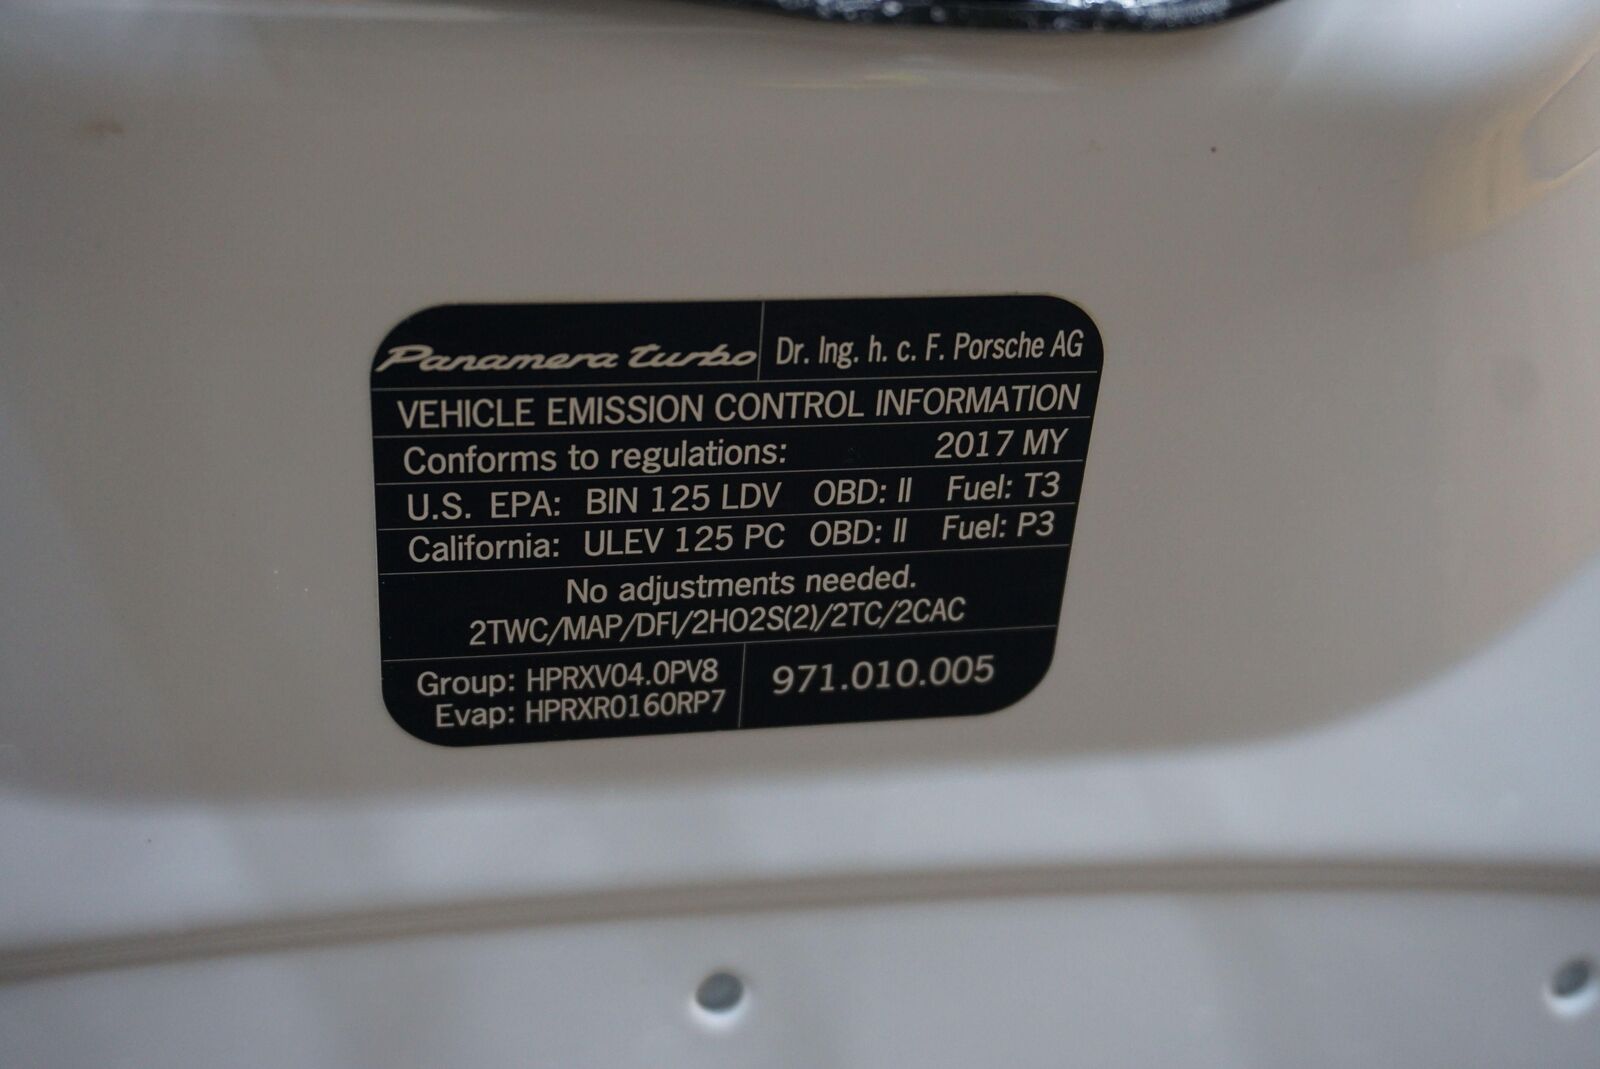 Panamera turbo Dr. Ing. h. c. F. Porsche AG
VEHICLE EMISSION CONTROL INFORMATION
Conforms to regulations: 2017 MY
U.S. EPA: BIN 125 LDV OBD: II Fuel: T3
California: ULEV 125 PC OBD: II Fuel: P3
No adjustments needed.
2TWC/MAP/DFI/2HO2S(2)/2TC/2CAC
Group: HPRXV04.0PV8
Evap: HPRXR0160RP7
971.010.005